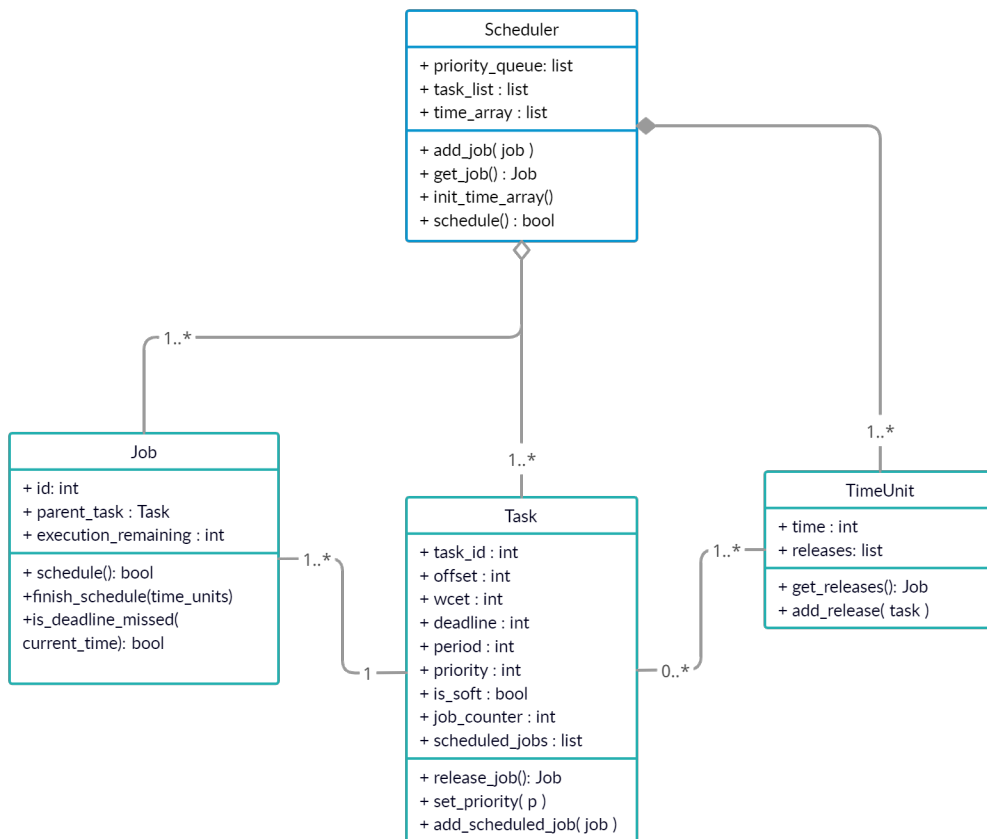 Scheduler
+ priority_queue: list
+ task_list : list
+ time_array : list
+ add_job( job )
+ get_job() : Job
+ init_time_array()
+ schedule() : bool
1..*
1..*
1..*
Job
+ id: int
+ parent_task : Task
+ execution_remaining : int
+ schedule(): bool
+finish_schedule(time_units)
+is_deadline_missed(
current_time): bool
1..*
1
Task
+ task_id : int
+ offset : int
+ wcet : int
+ deadline : int
+ period : int
+ priority : int
+ is_soft : bool
+ job_counter : int
+ scheduled_jobs : list
+ release_job(): Job
+ set_priority( p )
+ add_scheduled_job( job )
1..*
0..*
TimeUnit
+ time : int
+ releases: list
+ get_releases(): Job
+ add_release( task )